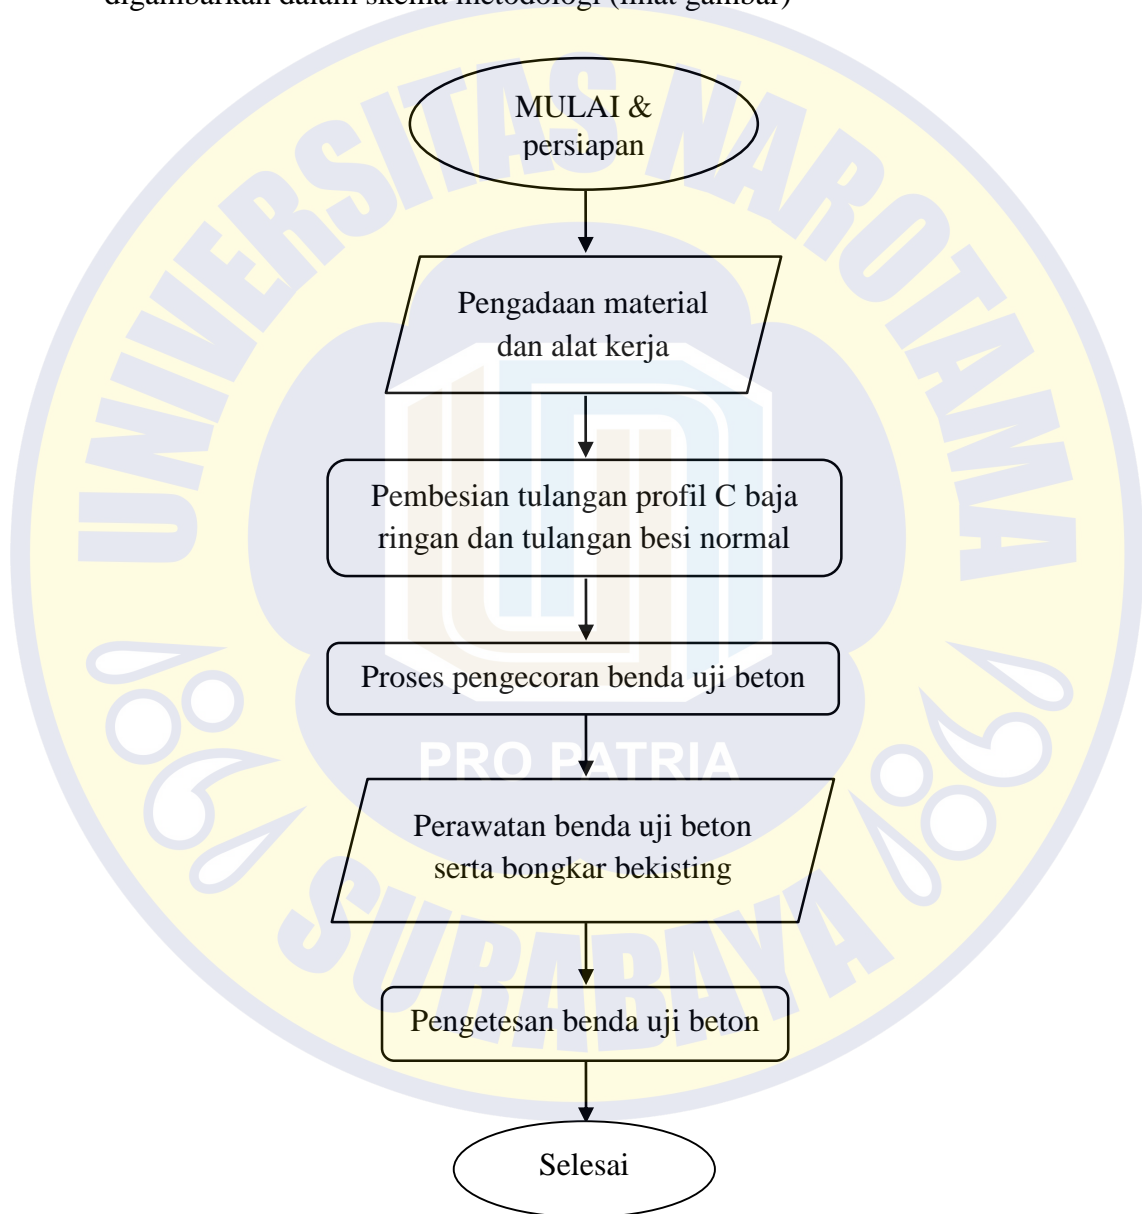 digambarkan dalam skema metodologi (lihat gambar)
UNIVERSITAS NAROTAMA
MULAI &
persiapan
Pengadaan material
dan alat kerja
Pembesian tulangan profil C baja
ringan dan tulangan besi normal
Proses pengecoran benda uji beton
PRO PATRIA
Perawatan benda uji beton
serta bongkar bekisting
SURABAYA
Pengetesan benda uji beton
Selesai